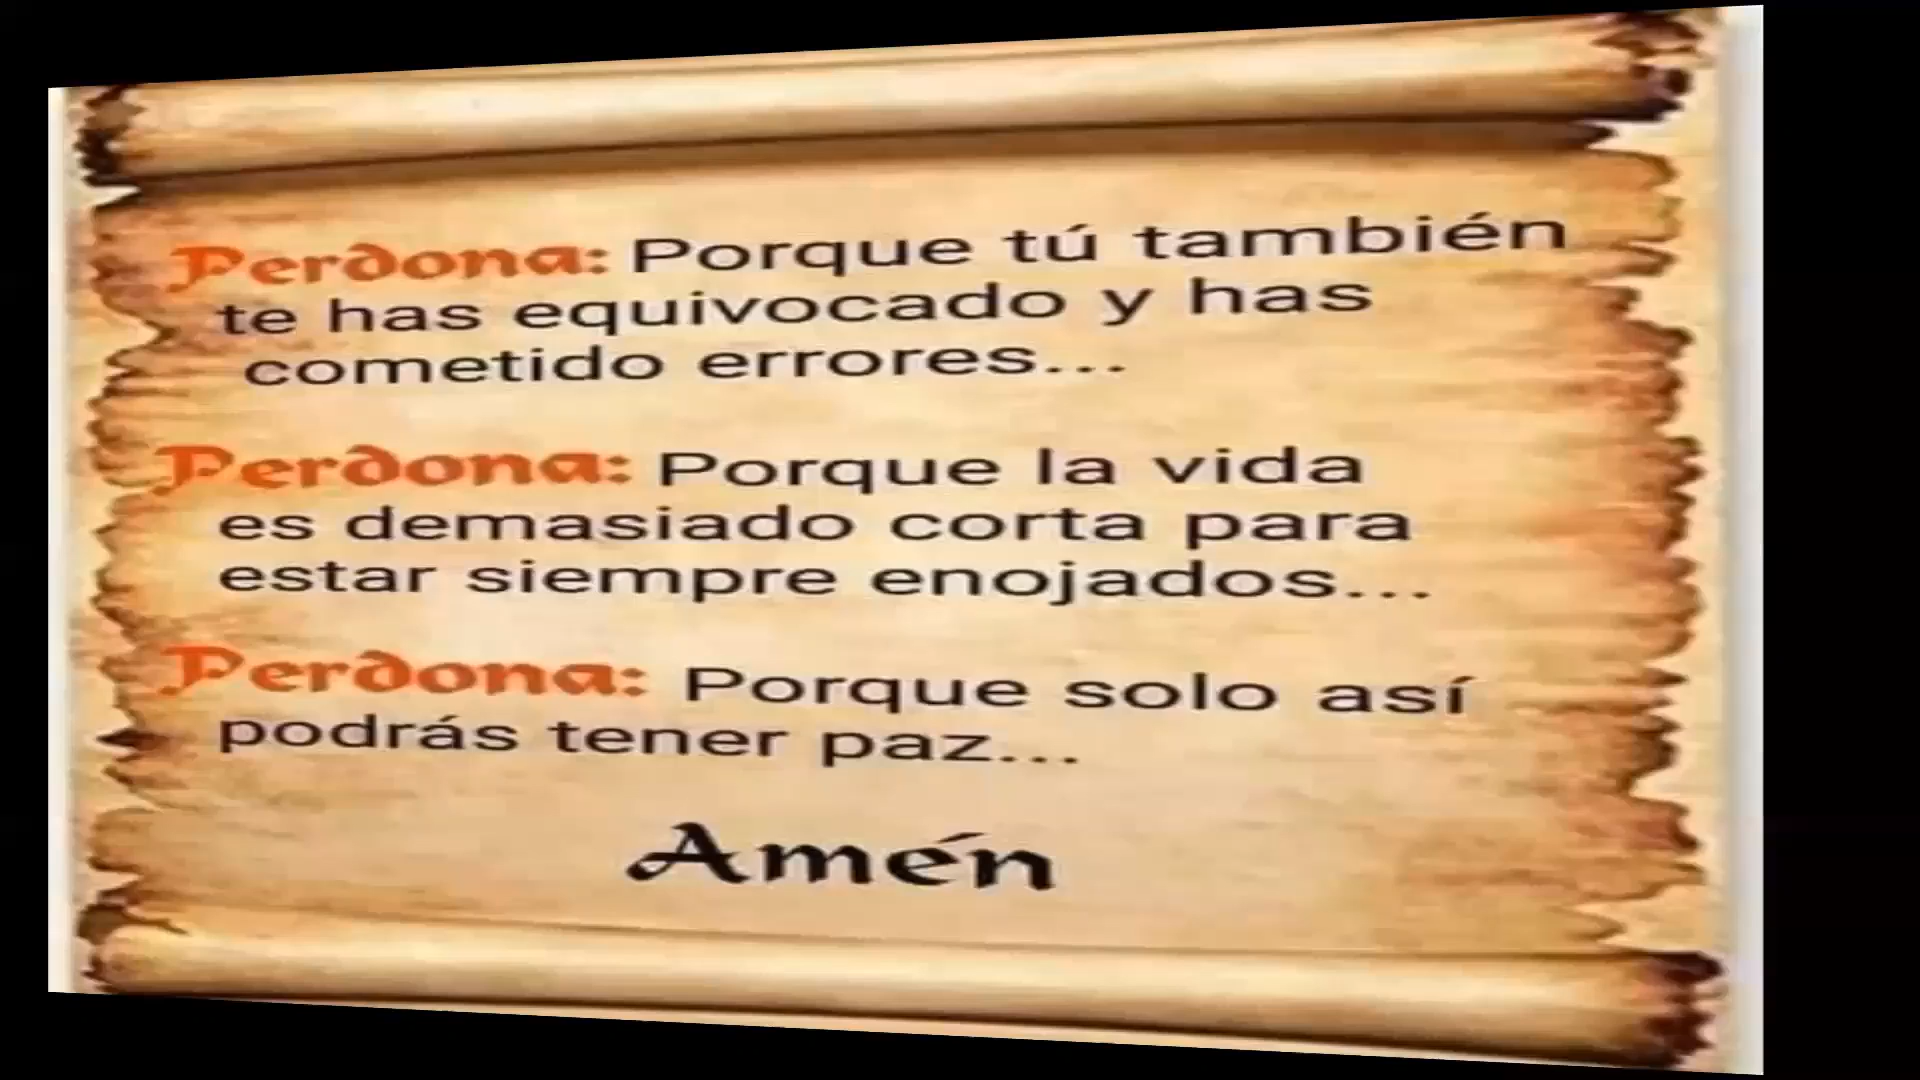 Perdona: Porque tú también
te has equivocado y has
cometido errores...
Perdona: Porque la vida
es demasiado corta para
estar siempre enojados...
Perdona: Porque solo así
podrás tener paz...
Amén